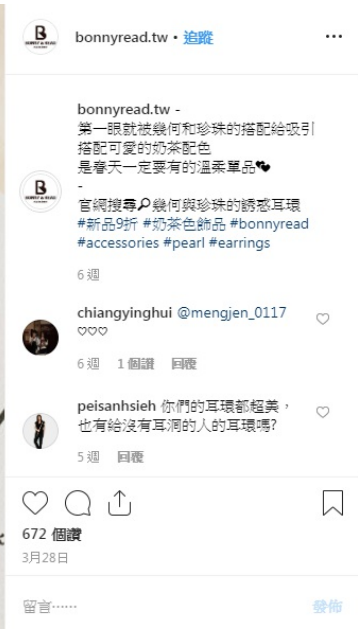 bonnyread.tw • 追蹤
bonnyread.tw -
第一眼就被幾何和珍珠的搭配給吸引
搭配可愛的奶茶配色
是春天一定要有的溫柔單品
-
官網搜尋🔎幾何與珍珠的誘惑耳環
#新品9折 #奶茶色飾品 #bonnyread
#accessories #pearl #earrings
6 週
chiangyinghui @mengjen_0117
♡♡♡
6 週 1 個讚 回覆
peisanhsieh 你們的耳環都超美，
也有給沒有耳洞的人的耳環嗎?
5 週 回覆
672 個讚
3月28日
留言⋯⋯ 發佈